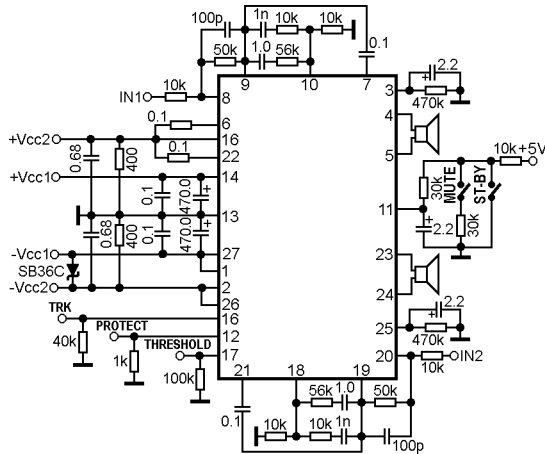 100p 1n 10k 10k
50k 1.0 56k 0.1
9 10 7
2.2
3
470k
10k
IN1
8
4
0.1
6
+Vcc2
16
5
10k +5V
0.1
22
0.68
400
+Vcc1
14
30k
MUTE
ST-BY
0.1
470.0
+
11
13
2.2
30k
0.68
400
0.1
470.0
+
-Vcc1
27
23
SB36C
1
-Vcc2
2
24
26
2.2
TRK
16
25
470k
PROTECT
12
40k
THRESHOLD
17
20
IN2
1k
10k
100k
21 18 19
56k 1.0 50k
0.1
10k 10k 1n
100p